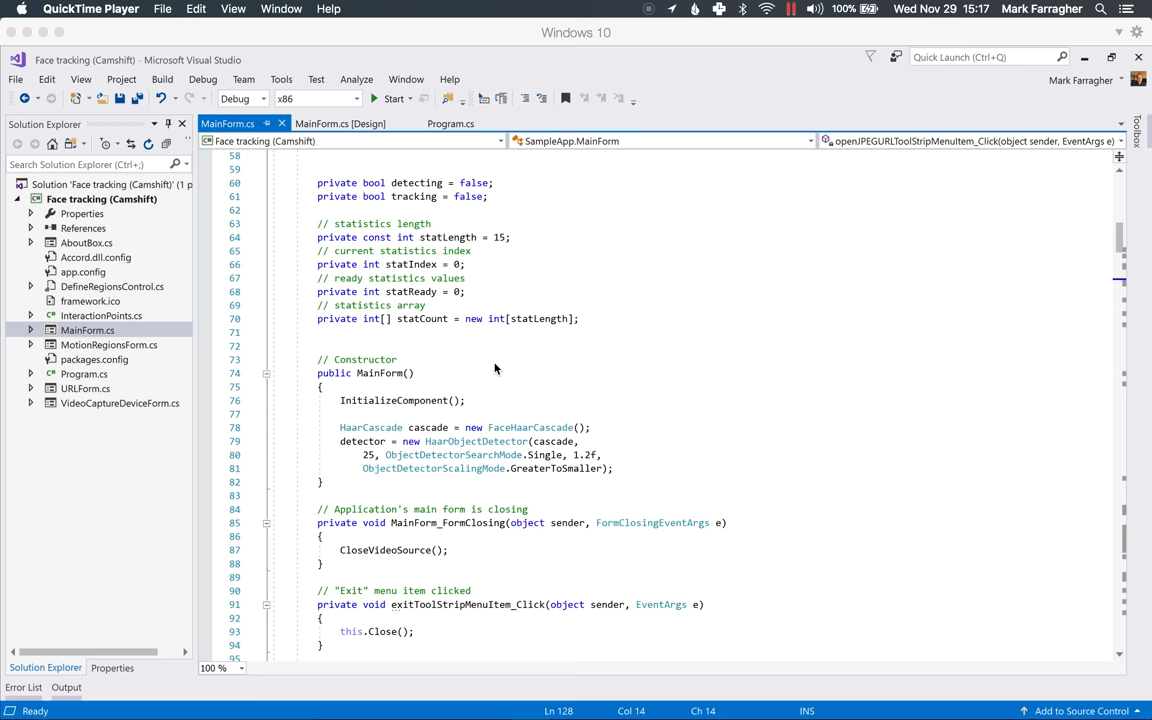 QuickTime Player File Edit View Window Help 100% Wed Nov 29 15:17 Mark Farragher
Windows 10
Face tracking (Camshift) - Microsoft Visual Studio Quick Launch (Ctrl+Q)
File Edit View Project Build Debug Team Tools Test Analyze Window Help Mark Farragher
Debug x86 Start
Solution Explorer
Search Solution Explorer (Ctrl+;)
Solution 'Face tracking (Camshift)' (1 p
Face tracking (Camshift)
Properties
References
AboutBox.cs
Accord.dll.config
app.config
DefineRegionsControl.cs
framework.ico
InteractionPoints.cs
MainForm.cs
MotionRegionsForm.cs
packages.config
Program.cs
URLForm.cs
VideoCaptureDeviceForm.cs
Solution Explorer Properties
MainForm.cs MainForm.cs [Design] Program.cs
Face tracking (Camshift) SampleApp.MainForm openJPEGURLToolStripMenuItem_Click(object sender, EventArgs e)
58
59
60 private bool detecting = false;
61 private bool tracking = false;
62
63 // statistics length
64 private const int statLength = 15;
65 // current statistics index
66 private int statIndex = 0;
67 // ready statistics values
68 private int statReady = 0;
69 // statistics array
70 private int[] statCount = new int[statLength];
71
72
73 // Constructor
74 public MainForm()
75 {
76 InitializeComponent();
77
78 HaarCascade cascade = new FaceHaarCascade();
79 detector = new HaarObjectDetector(cascade,
80 25, ObjectDetectorSearchMode.Single, 1.2f,
81 ObjectDetectorScalingMode.GreaterToSmaller);
82 }
83
84 // Application's main form is closing
85 private void MainForm_FormClosing(object sender, FormClosingEventArgs e)
86 {
87 CloseVideoSource();
88 }
89
90 // "Exit" menu item clicked
91 private void exitToolStripMenuItem_Click(object sender, EventArgs e)
92 {
93 this.Close();
94 }
95
100 %
Toolbox
Error List Output
Ready Ln 128 Col 14 Ch 14 INS Add to Source Control